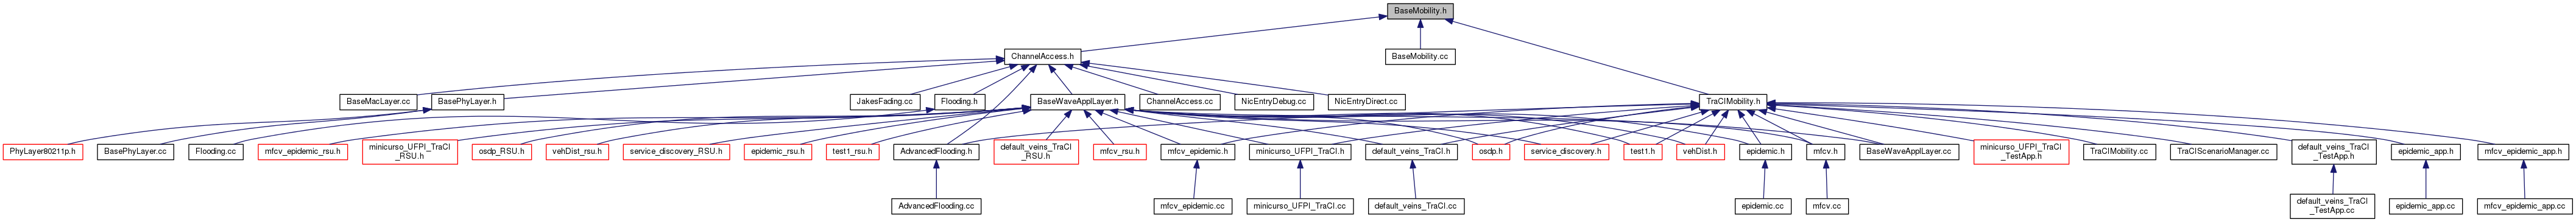 BaseMobility.h
ChannelAccess.h
BaseMobility.cc
BaseMacLayer.cc
BasePhyLayer.h
JakesFading.cc
Flooding.h
BaseWaveApplLayer.h
ChannelAccess.cc
NicEntryDebug.cc
NicEntryDirect.cc
TraCIMobility.h
PhyLayer80211p.h
BasePhyLayer.cc
Flooding.cc
mfcv_epidemic_rsu.h
minicurso_UFPI_TraCI
_RSU.h
osdp_RSU.h
vehDist_rsu.h
service_discovery_RSU.h
epidemic_rsu.h
test1_rsu.h
AdvancedFlooding.h
default_veins_TraCI
_RSU.h
mfcv_rsu.h
mfcv_epidemic.h
minicurso_UFPI_TraCI.h
default_veins_TraCI.h
osdp.h
service_discovery.h
test1.h
vehDist.h
epidemic.h
mfcv.h
BaseWaveApplLayer.cc
minicurso_UFPI_TraCI
_TestApp.h
TraCIMobility.cc
TraCIScenarioManager.cc
default_veins_TraCI
_TestApp.h
epidemic_app.h
mfcv_epidemic_app.h
AdvancedFlooding.cc
mfcv_epidemic.cc
minicurso_UFPI_TraCI.cc
default_veins_TraCI.cc
epidemic.cc
mfcv.cc
default_veins_TraCI
_TestApp.cc
epidemic_app.cc
mfcv_epidemic_app.cc